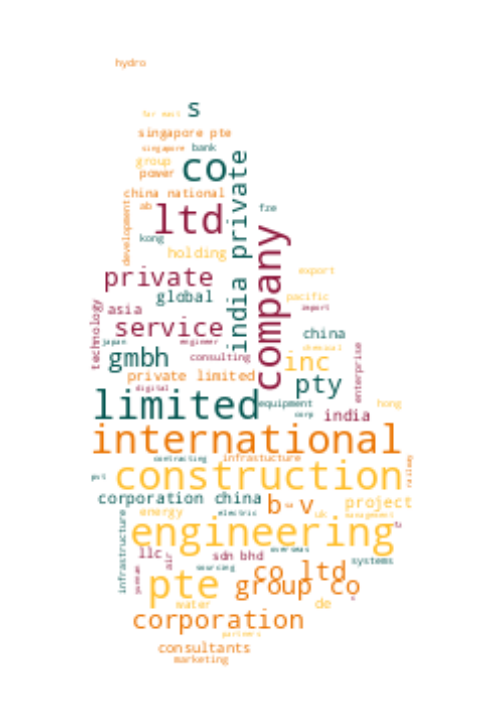 hydro
far east
s
singapore pte
singapore
bank
group
co
power
india private
china national
development
ab
ltd
fze
kong
company
holding
private
export
global
pacific
technology
asia
import
service
china
japan
engineer
gmbh
consulting
chemical
inc
enterprise
private limited
pty
digital
limited
equipment
hong
corp
india
international
contracting
infrastucture
construction
railway
pvt
corporation china
b
v
project
energy
electric
uk
management
infrastructure
engineering
llc
air
sdn bhd
overseas
systems
sourcing
co ltd
yunnan
pte
group co
water
de
corporation
partners
consultants
marketing